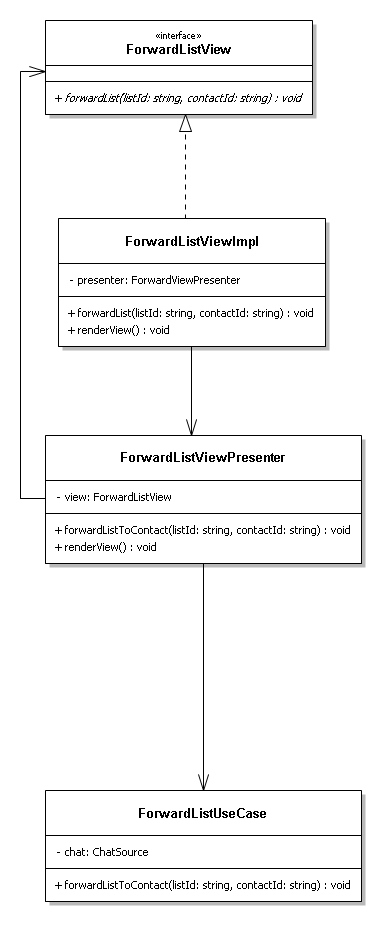 «interface»
ForwardListView
+ forwardList(listId: string, contactId: string) : void
ForwardListViewImpl
- presenter: ForwardViewPresenter
+ forwardList(listId: string, contactId: string) : void
+ renderView() : void
ForwardListViewPresenter
- view: ForwardListView
+ forwardListToContact(listId: string, contactId: string) : void
+ renderView() : void
ForwardListUseCase
- chat: ChatSource
+ forwardListToContact(listId: string, contactId: string) : void